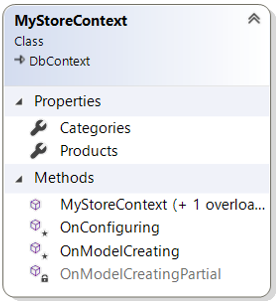 MyStoreContext
Class
DbContext
Properties
Categories
Products
Methods
MyStoreContext (+ 1 overloa...
OnConfiguring
OnModelCreating
OnModelCreatingPartial